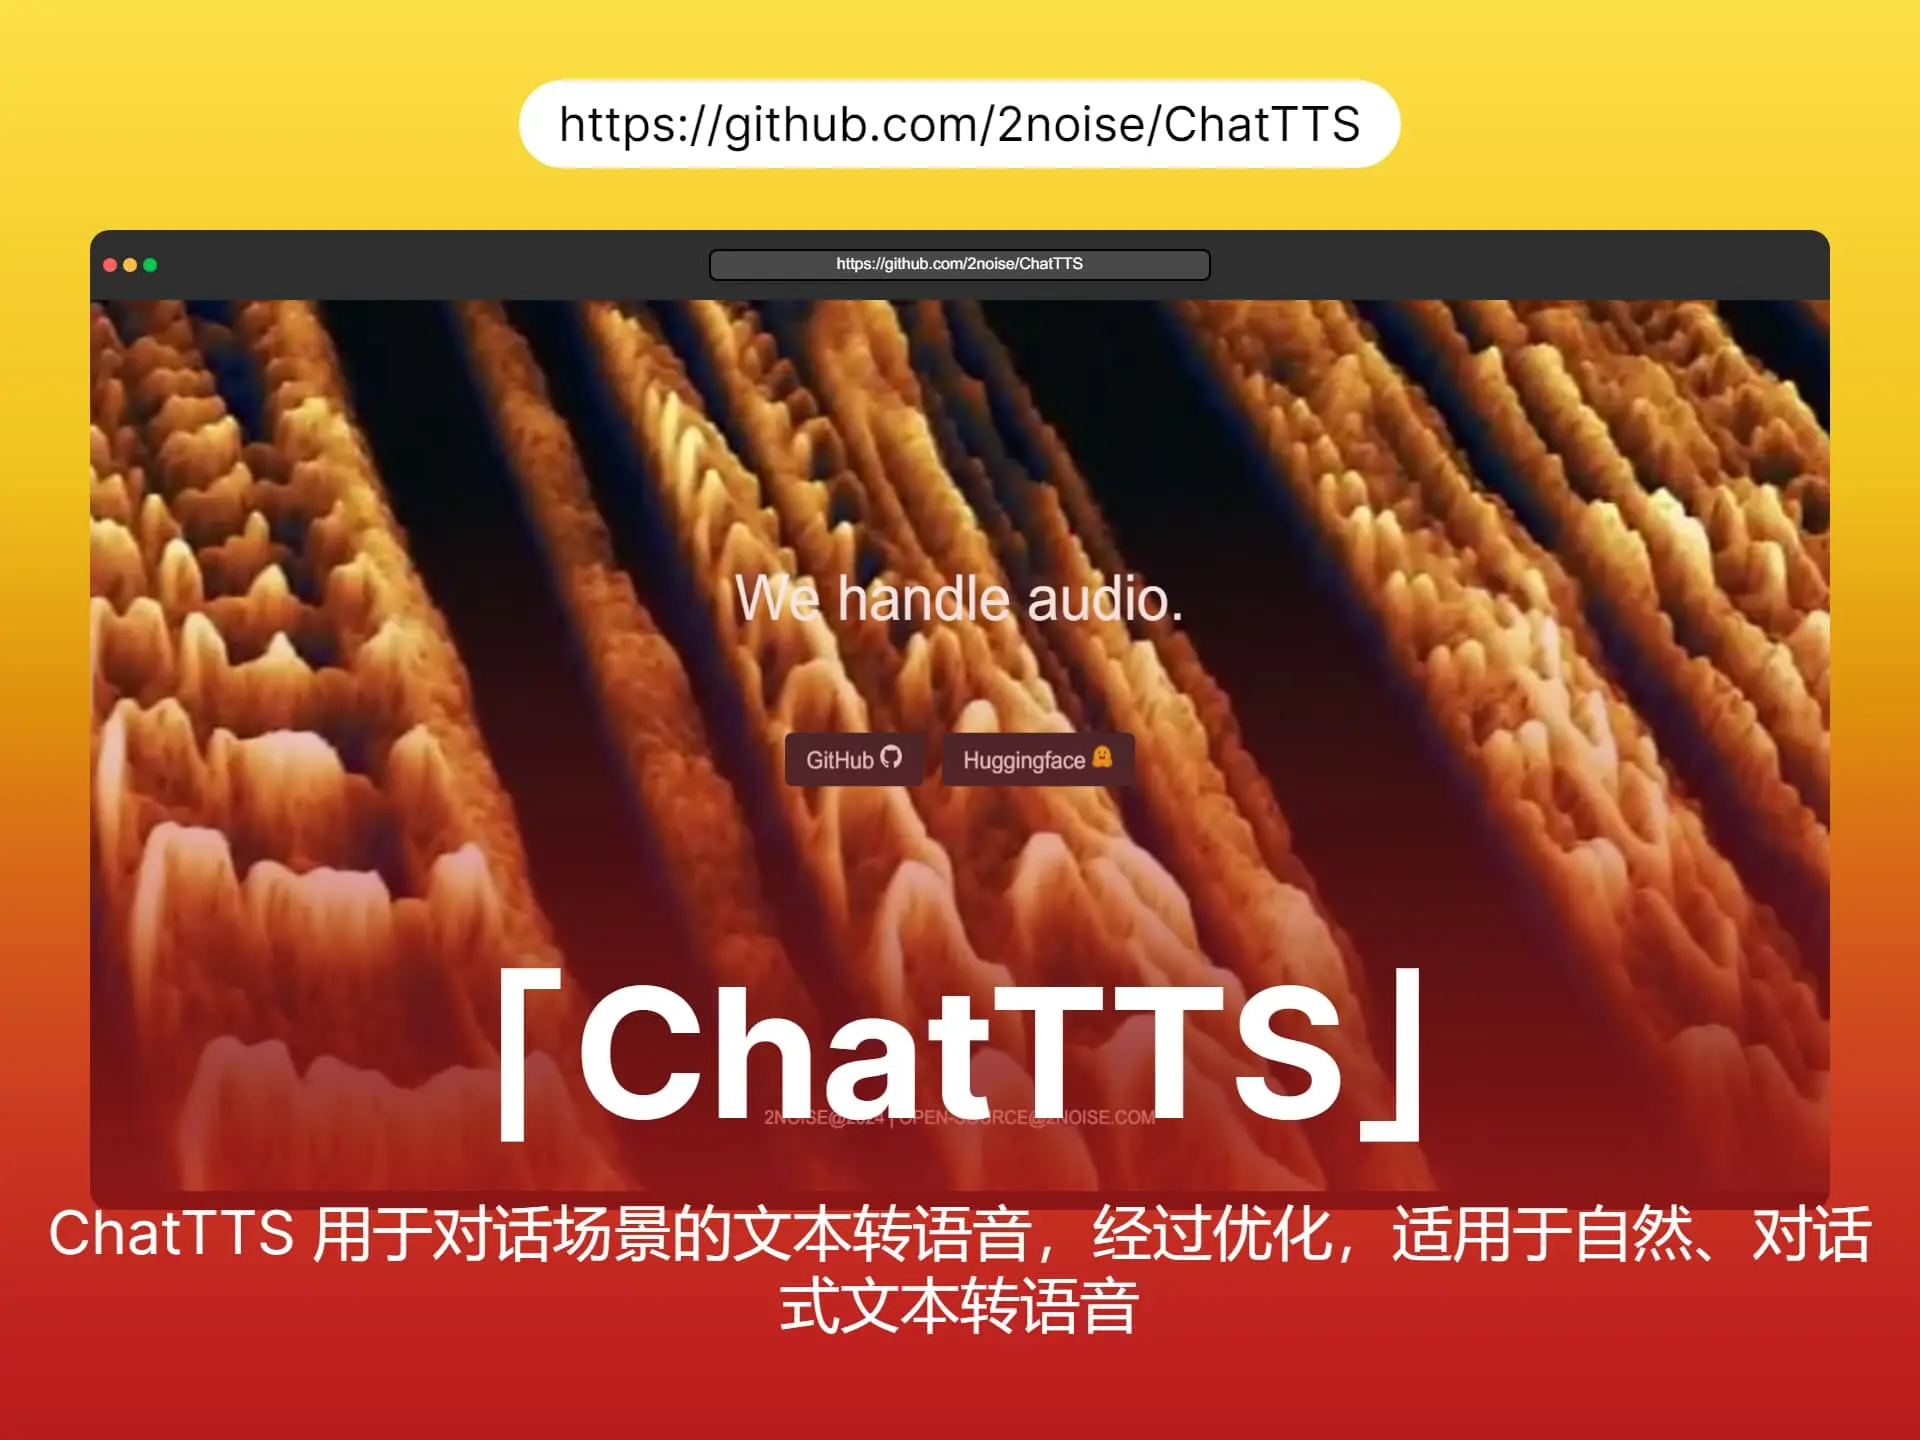 https://github.com/2noise/ChatTTS
https://github.com/2noise/ChatTTS
We handle audio.
GitHub
Huggingface
「ChatTTS」
2NOISE@2024 | OPEN-SOURCE@2NOISE.COM
ChatTTS 用于对话场景的文本转语音，经过优化，适用于自然、对话
式文本转语音